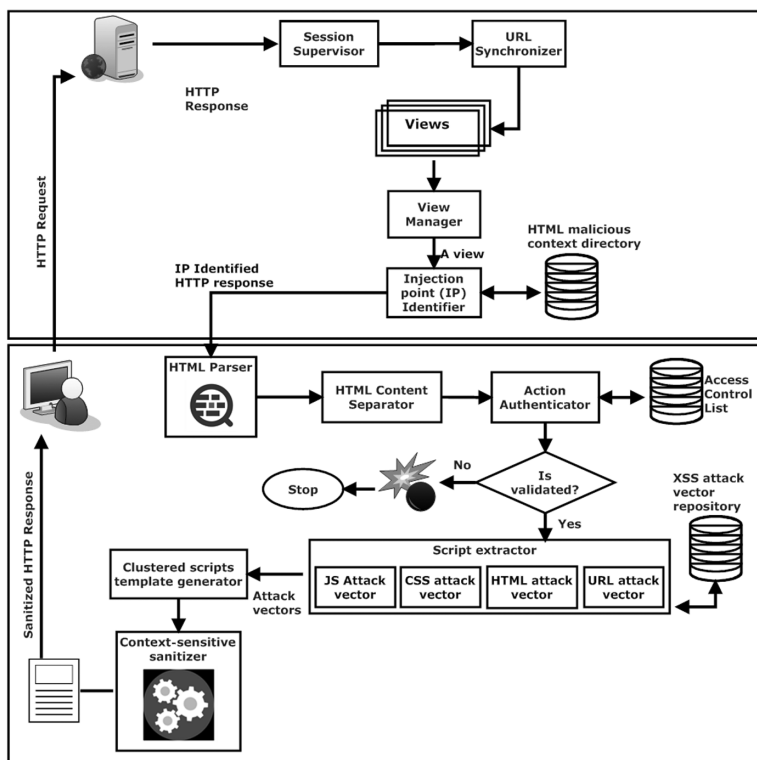 Session
Supervisor
URL
Synchronizer
HTTP
Response
Views
HTTP Request
View
Manager
HTML malicious
context directory
A view
IP Identified
HTTP response
Injection
point (IP)
Identifier
HTML Parser
HTML Content
Separator
Action
Authenticator
Access
Control
List
Is
validated?
No
Stop
Yes
XSS attack
vector
repository
Script extractor
JS Attack
vector
CSS attack
vector
HTML attack
vector
URL attack
vector
Attack
vectors
Clustered scripts
template generator
Sanitized HTTP Response
Context-sensitive
sanitizer